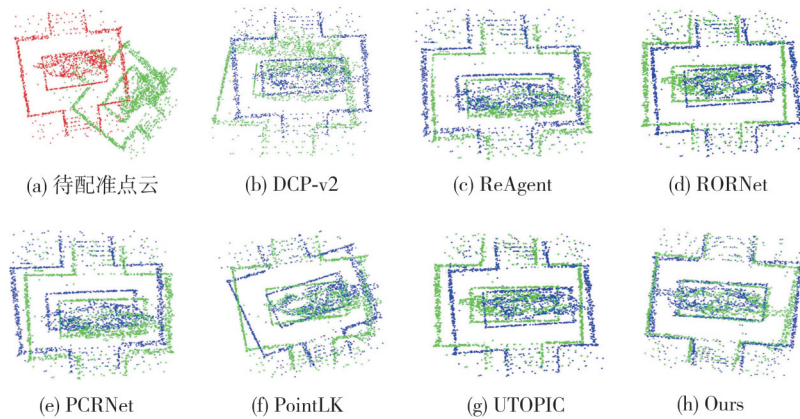 (a) 待配准点云
(b) DCP-v2
(c) ReAgent
(d) RORNet
(e) PCRNet
(f) PointLK
(g) UTOPIC
(h) Ours